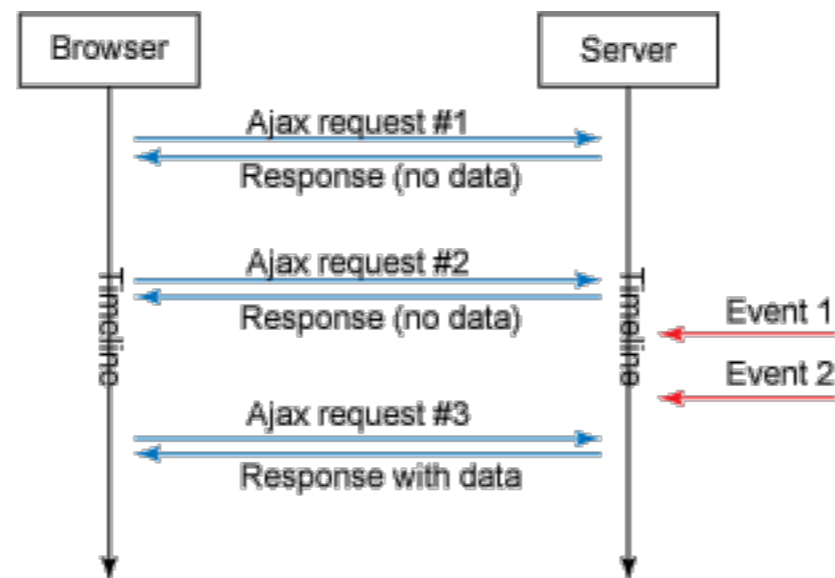 Browser
Server
Ajax request #1
Response (no data)
Ajax request #2
Response (no data)
Timeline
Timeline
Event 1
Event 2
Ajax request #3
Response with data